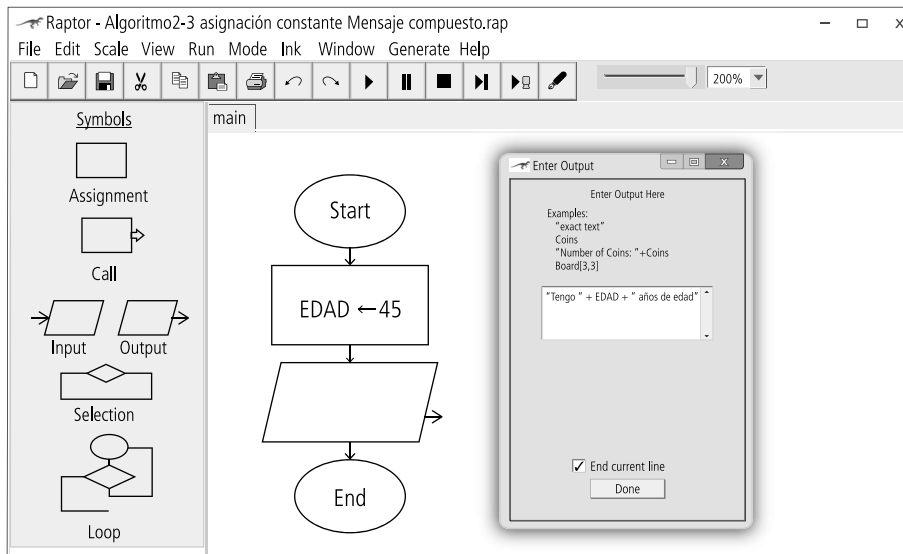 Raptor - Algoritmo2-3 asignación constante Mensaje compuesto.rap
File Edit Scale View Run Mode Ink Window Generate Help
200%
Symbols
Assignment
Call
Input Output
Selection
Loop
main
Start
EDAD ←45
End
Enter Output
Enter Output Here
Examples:
"exact text"
Coins
"Number of Coins: "+Coins
Board[3,3]
"Tengo " + EDAD + " años de edad"
End current line
Done